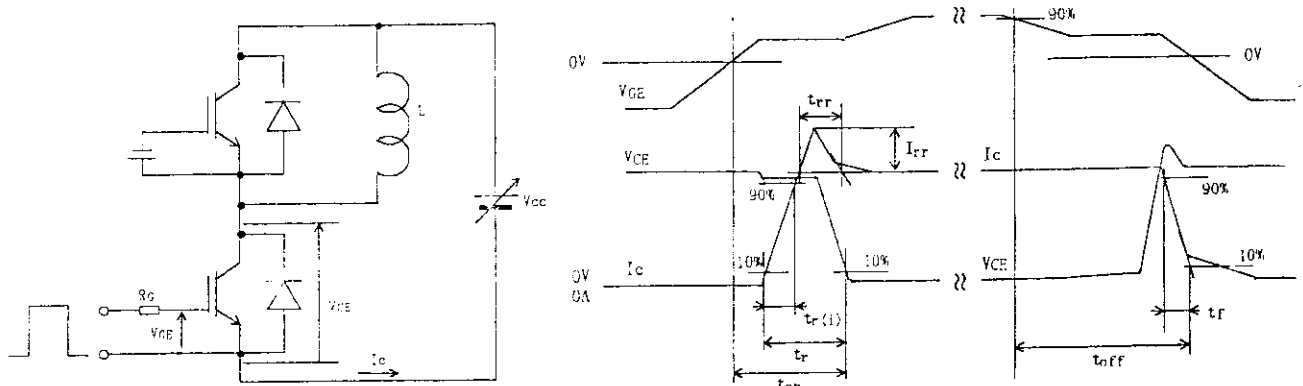 L
Vcc
RG
VGE
VCE
Ic
0V
VGE
trr
Irr
VCE
90%
10%
10%
Ic
0V
0A
tr(i)
tr
ton
90%
0V
Ic
90%
VCE
10%
tf
toff